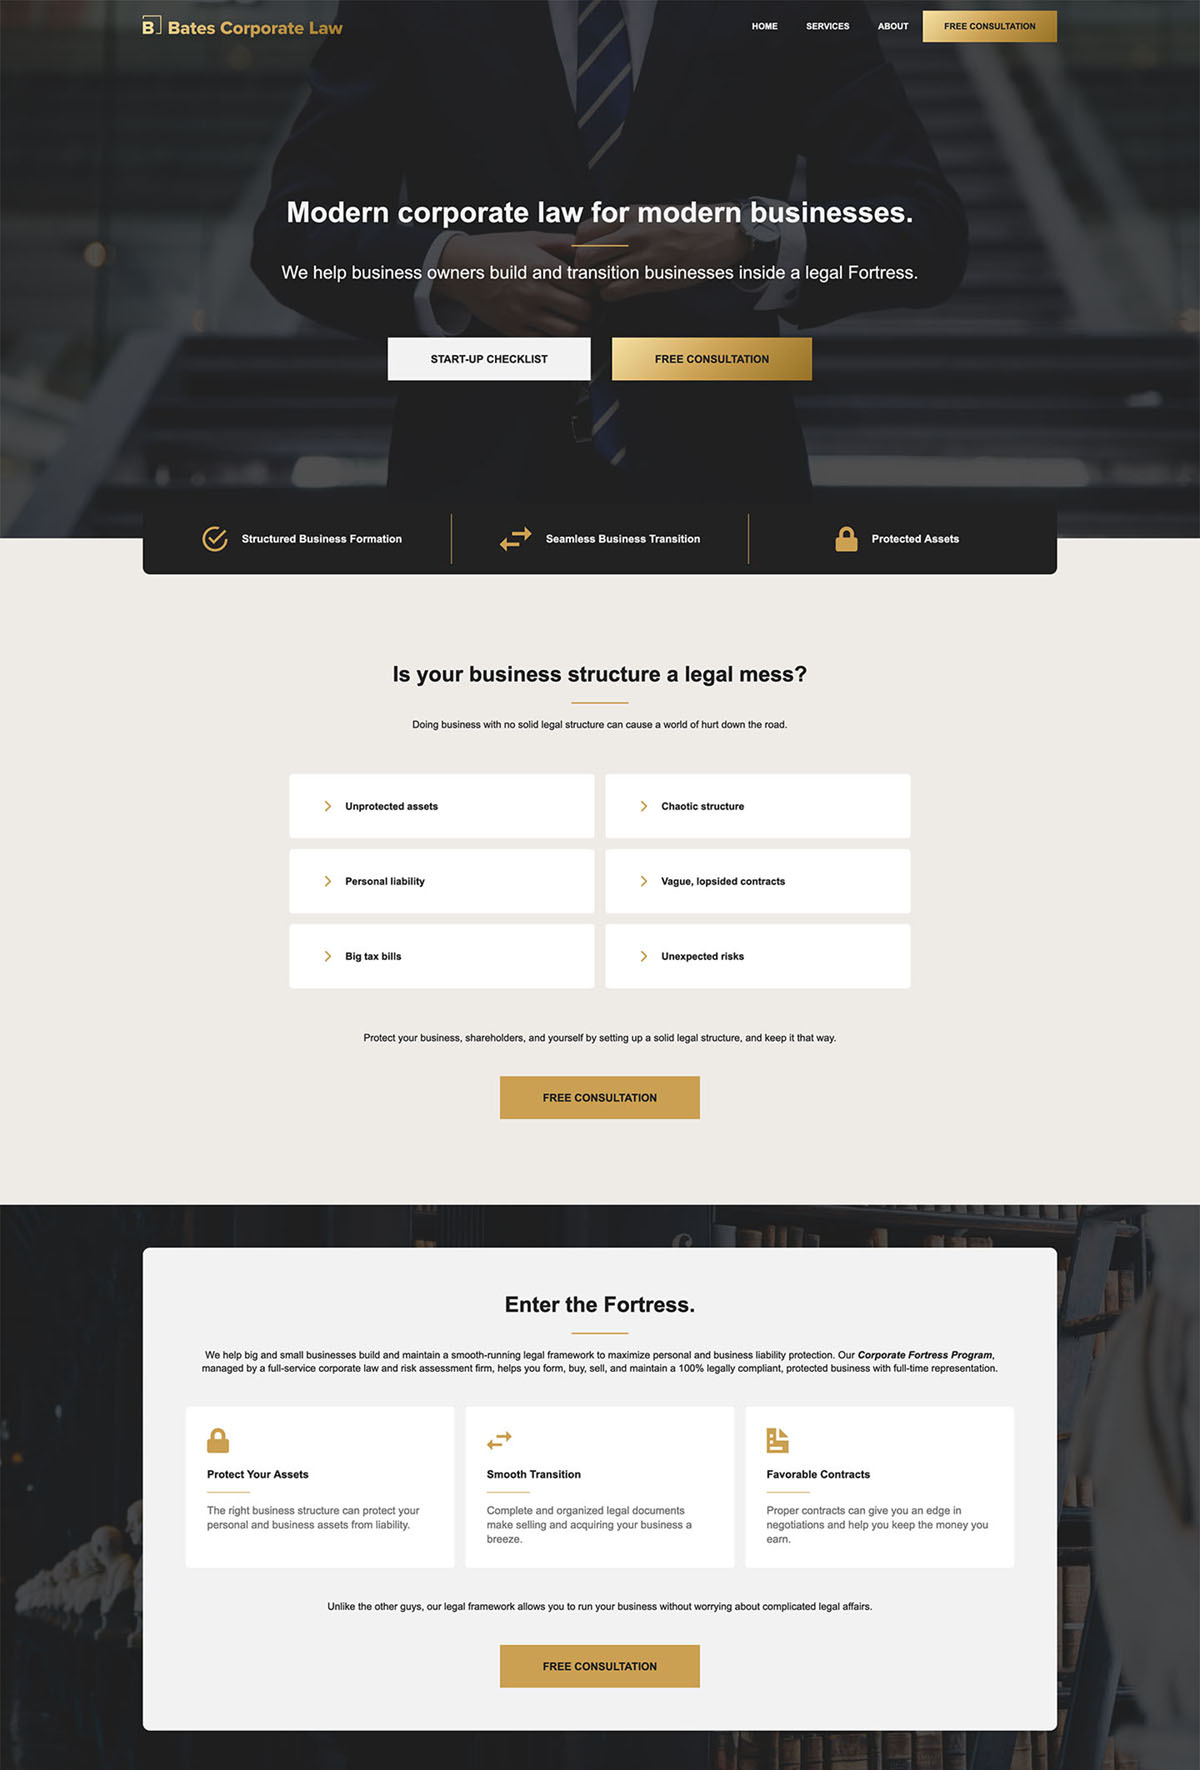 B Bates Corporate Law
HOME SERVICES ABOUT FREE CONSULTATION
Modern corporate law for modern businesses.
We help business owners build and transition businesses inside a legal Fortress.
START-UP CHECKLIST FREE CONSULTATION
Structured Business Formation Seamless Business Transition Protected Assets
Is your business structure a legal mess?
Doing business with no solid legal structure can cause a world of hurt down the road.
Unprotected assets Chaotic structure
Personal liability Vague, lopsided contracts
Big tax bills Unexpected risks
Protect your business, shareholders, and yourself by setting up a solid legal structure, and keep it that way.
FREE CONSULTATION
Enter the Fortress.
We help big and small businesses build and maintain a smooth-running legal framework to maximize personal and business liability protection. Our Corporate Fortress Program,
managed by a full-service corporate law and risk assessment firm, helps you form, buy, sell, and maintain a 100% legally compliant, protected business with full-time representation.
Protect Your Assets
The right business structure can protect your
personal and business assets from liability.
Smooth Transition
Complete and organized legal documents
make selling and acquiring your business a
breeze.
Favorable Contracts
Proper contracts can give you an edge in
negotiations and help you keep the money you
earn.
Unlike the other guys, our legal framework allows you to run your business without worrying about complicated legal affairs.
FREE CONSULTATION